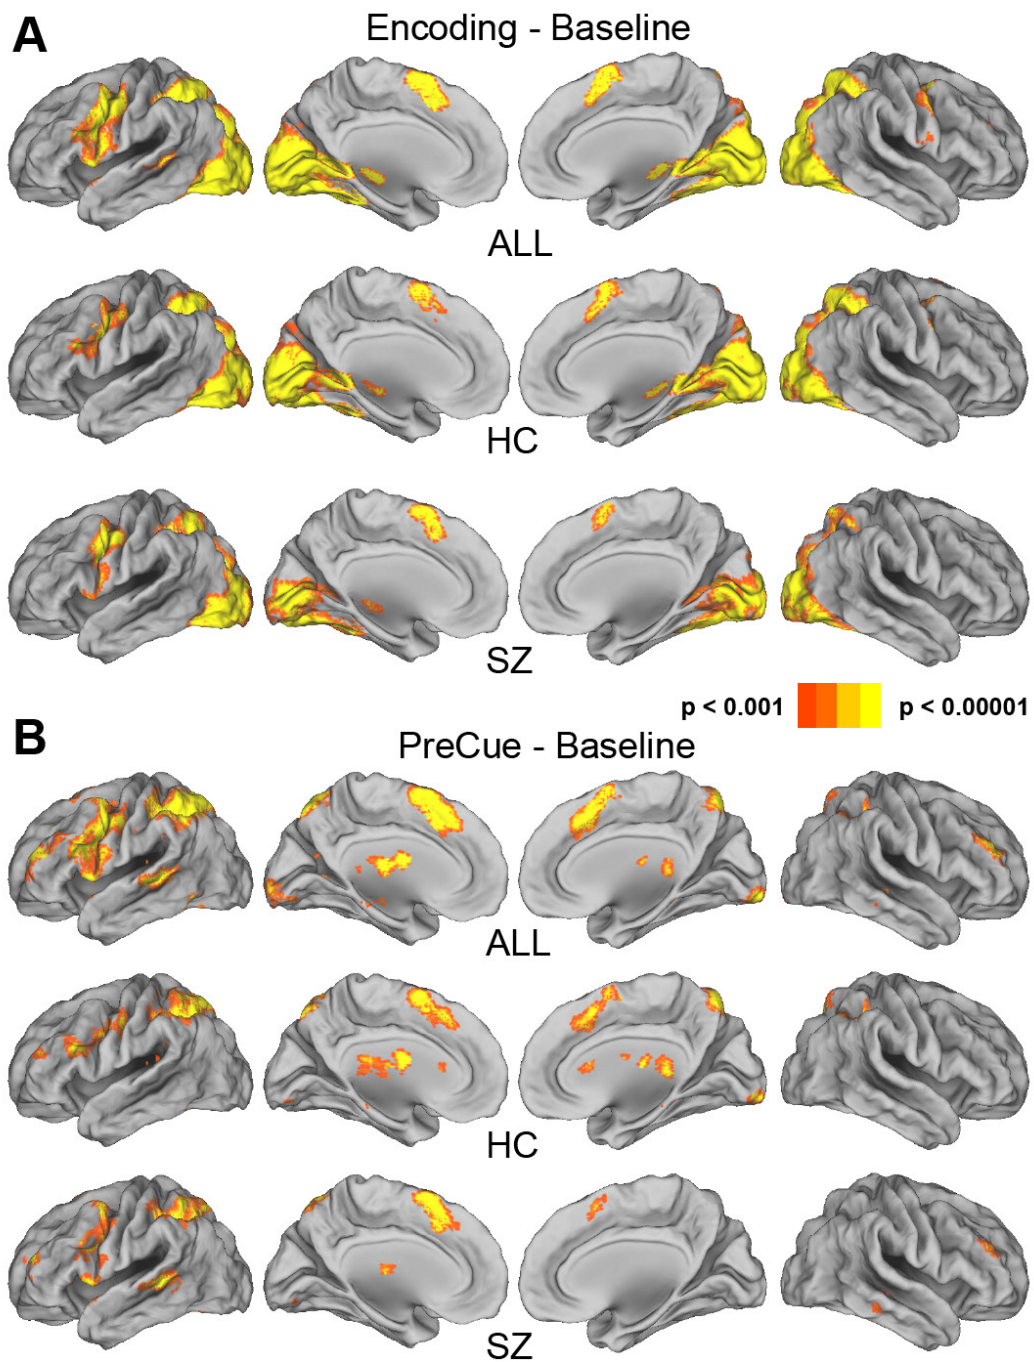 A
Encoding - Baseline
ALL
HC
SZ
p < 0.001
p < 0.00001
B
PreCue - Baseline
ALL
HC
SZ